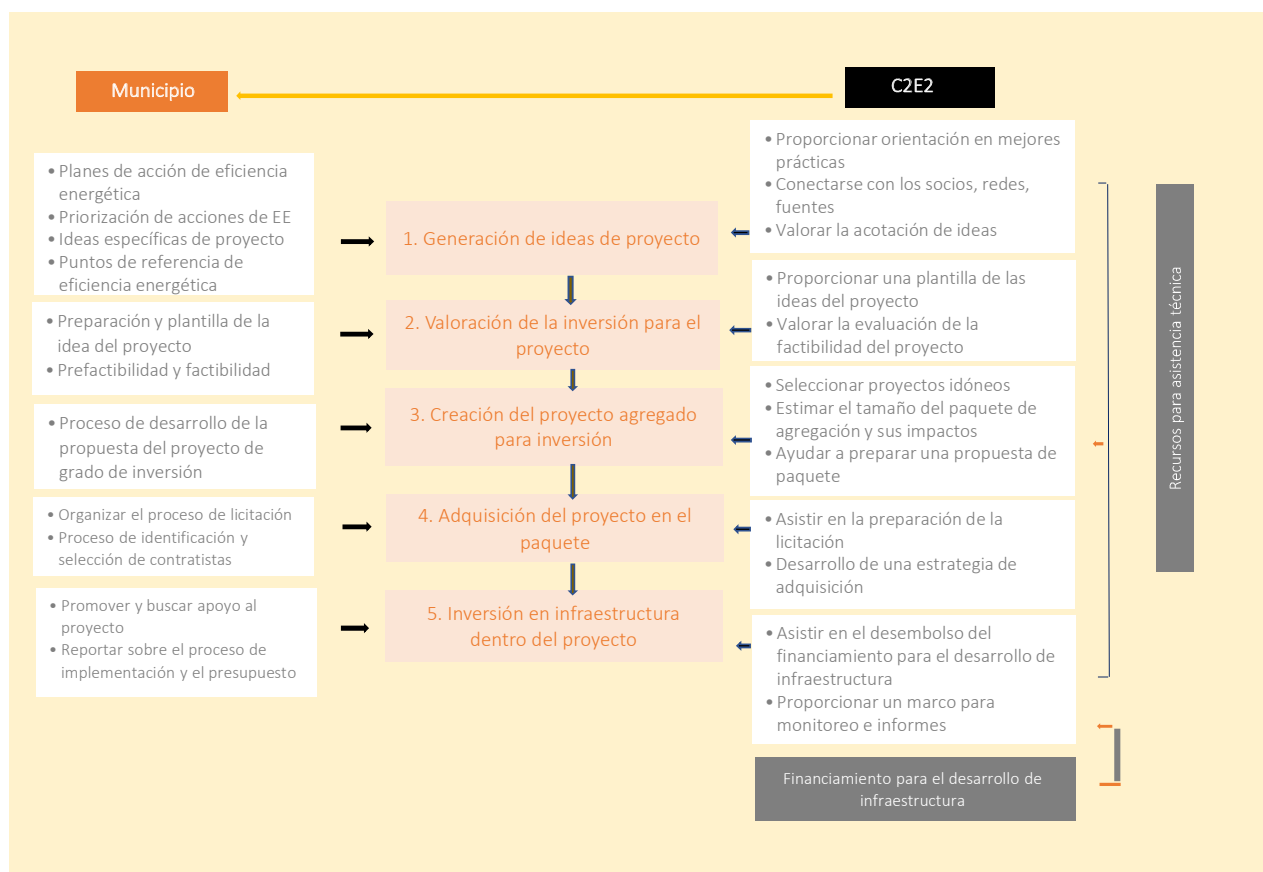 Municipio
C2E2
• Planes de acción de eficiencia
energética
• Priorización de acciones de EE
• Ideas específicas de proyecto
• Puntos de referencia de
eficiencia energética
1. Generación de ideas de proyecto
• Proporcionar orientación en mejores
prácticas
• Conectarse con los socios, redes,
fuentes
• Valorar la acotación de ideas
• Preparación y plantilla de la
idea del proyecto
• Prefactibilidad y factibilidad
2. Valoración de la inversión para el
proyecto
• Proporcionar una plantilla de las
ideas del proyecto
• Valorar la evaluación de la
factibilidad del proyecto
• Proceso de desarrollo de la
propuesta del proyecto de
grado de inversión
3. Creación del proyecto agregado
para inversión
• Seleccionar proyectos idóneos
• Estimar el tamaño del paquete de
agregación y sus impactos
• Ayudar a preparar una propuesta de
paquete
• Organizar el proceso de licitación
• Proceso de identificación y
selección de contratistas
4. Adquisición del proyecto en el
paquete
• Asistir en la preparación de la
licitación
• Desarrollo de una estrategia de
adquisición
• Promover y buscar apoyo al
proyecto
• Reportar sobre el proceso de
implementación y el presupuesto
5. Inversión en infraestructura
dentro del proyecto
• Asistir en el desembolso del
financiamiento para el desarrollo de
infraestructura
• Proporcionar un marco para
monitoreo e informes
Recursos para asistencia técnica
Financiamiento para el desarrollo de
infraestructura